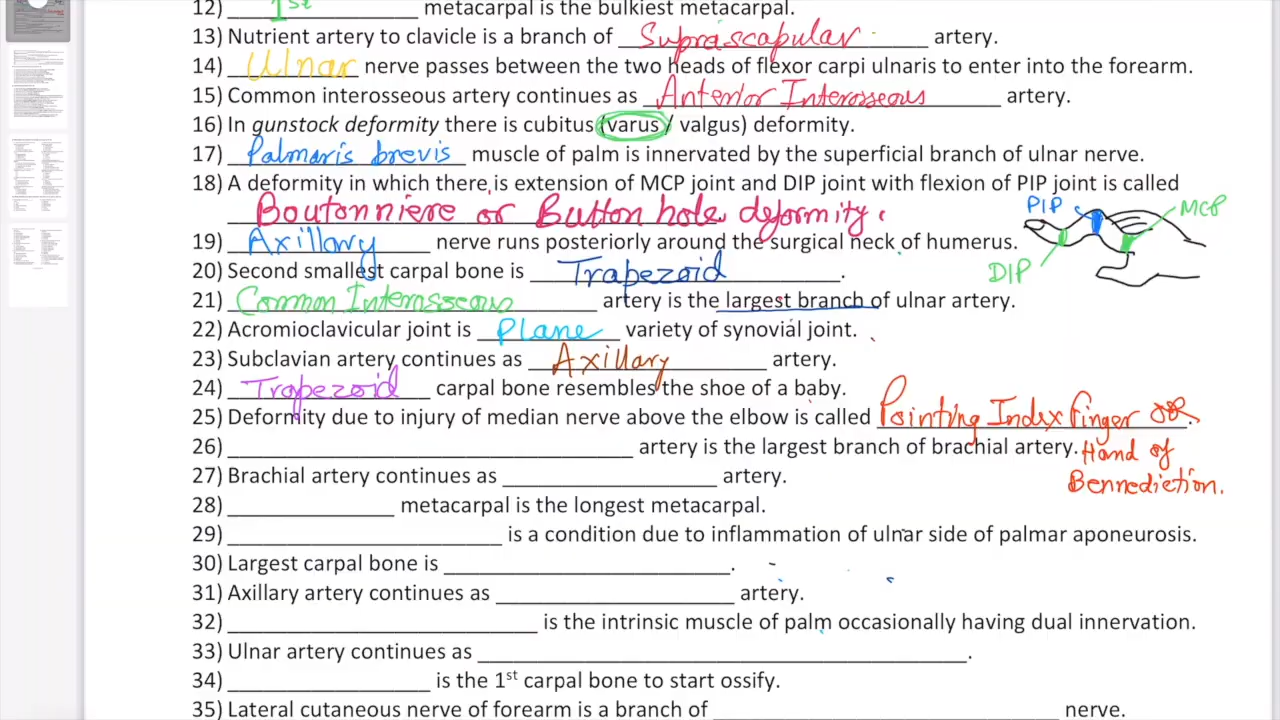 12) 1st metacarpal is the bulkiest metacarpal.
13) Nutrient artery to clavicle is a branch of Suprascapular artery.
14) Ulnar nerve pass between the two heads of flexor carpi ulnaris to enter into the forearm.
15) Common interosseous artery continues as Anterior Interosseous artery.
16) In gunstock deformity there is cubitus (varus / valgus) deformity.
17) Palmaris brevis muscle of palm is innervated by the superficial branch of ulnar nerve.
18) A deformity in which there is extension of MCP joint and DIP joint with flexion of PIP joint is called
Boutonniere or Button hole deformity.
PIP
MCP
DIP
19) Axillary nerve runs posteriorly around the surgical neck of humerus.
20) Second smallest carpal bone is Trapezoid .
21) Common Interosseous artery is the largest branch of ulnar artery.
22) Acromioclavicular joint is Plane variety of synovial joint.
23) Subclavian artery continues as Axillary artery.
24) Trapezoid carpal bone resembles the shoe of a baby.
25) Deformity due to injury of median nerve above the elbow is called Pointing Index Finger or
Hand of
Bennediction.
26) artery is the largest branch of brachial artery.
27) Brachial artery continues as artery.
28) metacarpal is the longest metacarpal.
29) is a condition due to inflammation of ulnar side of palmar aponeurosis.
30) Largest carpal bone is .
31) Axillary artery continues as artery.
32) is the intrinsic muscle of palm occasionally having dual innervation.
33) Ulnar artery continues as .
34) is the 1st carpal bone to start ossify.
35) Lateral cutaneous nerve of forearm is a branch of nerve.